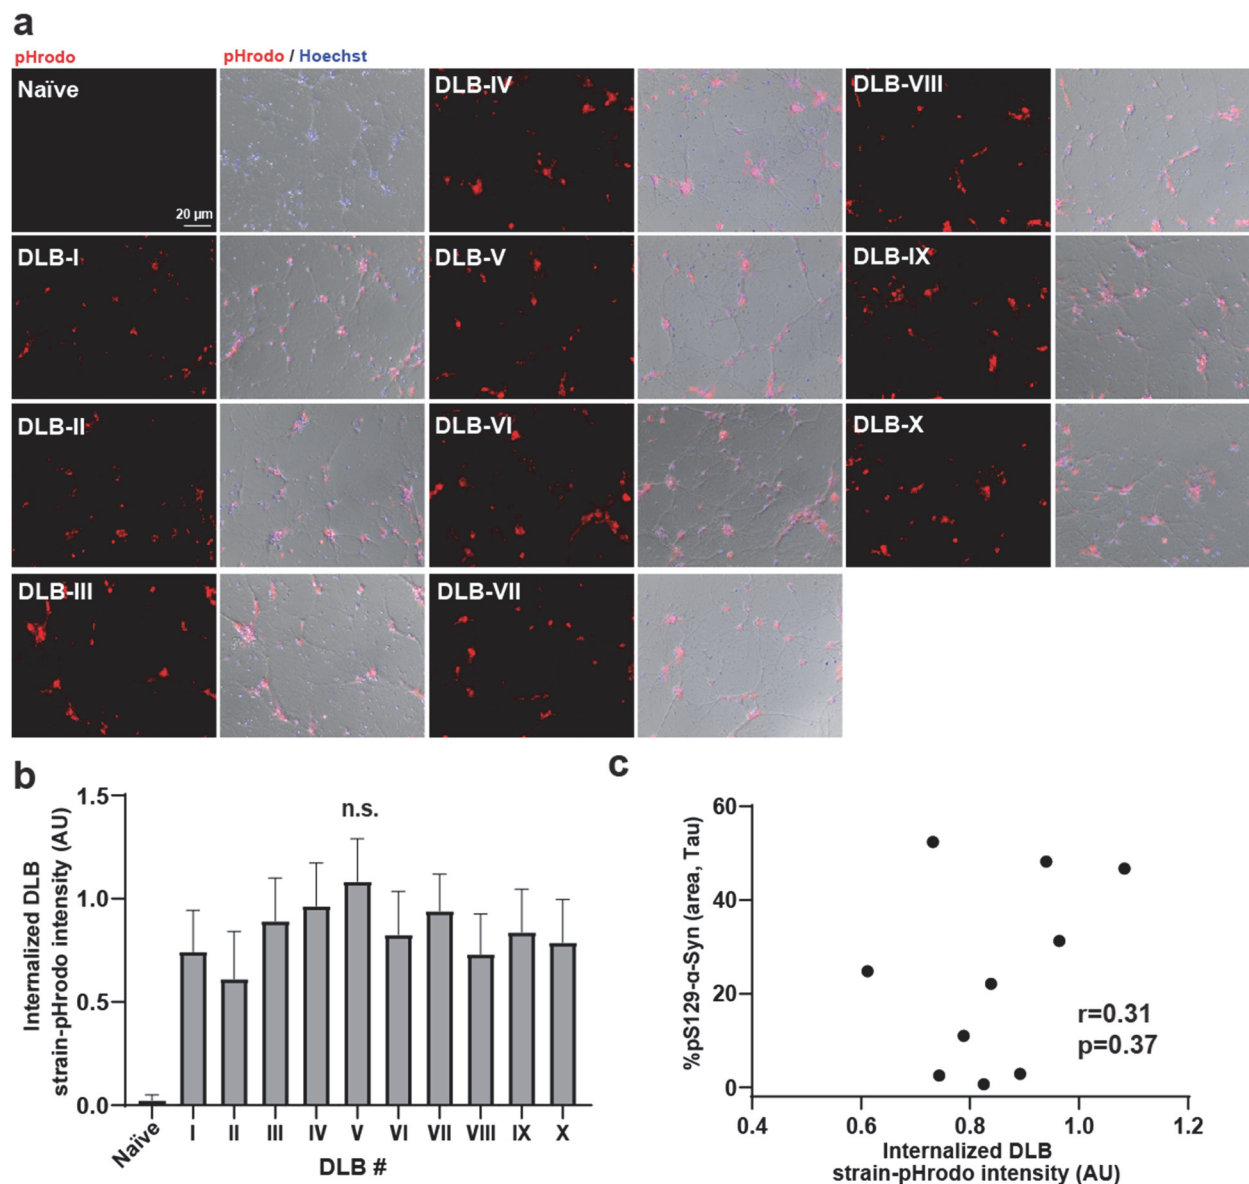 a
pHrodo
pHrodo / Hoechst
Naïve
20 µm
DLB-IV
DLB-VIII
DLB-I
DLB-V
DLB-IX
DLB-II
DLB-VI
DLB-X
DLB-III
DLB-VII
b
Internalized DLB
strain-pHrodo intensity (AU)
1.5
1.0
0.5
0.0
n.s.
Naïve
I
II
III
IV
V
VI
VII
VIII
IX
X
DLB #
c
%pS129-α-Syn (area, Tau)
60
40
20
0
r=0.31
p=0.37
0.4
0.6
0.8
1.0
1.2
Internalized DLB
strain-pHrodo intensity (AU)